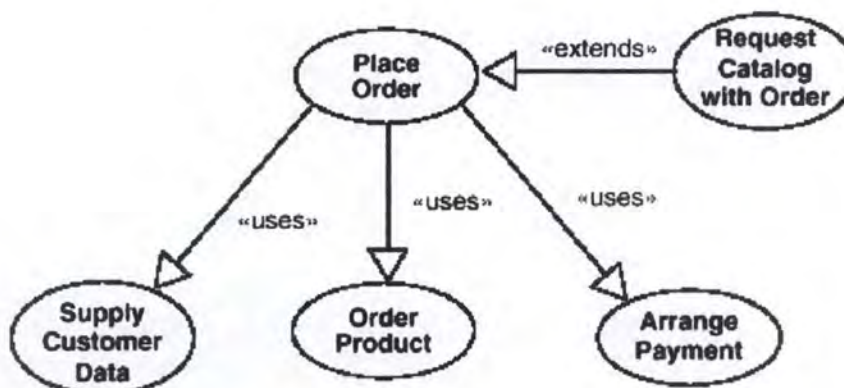 Place
Order
«extends»
Request
Catalog
with Order
«uses»
«uses»
«uses»
Supply
Customer
Data
Order
Product
Arrange
Payment